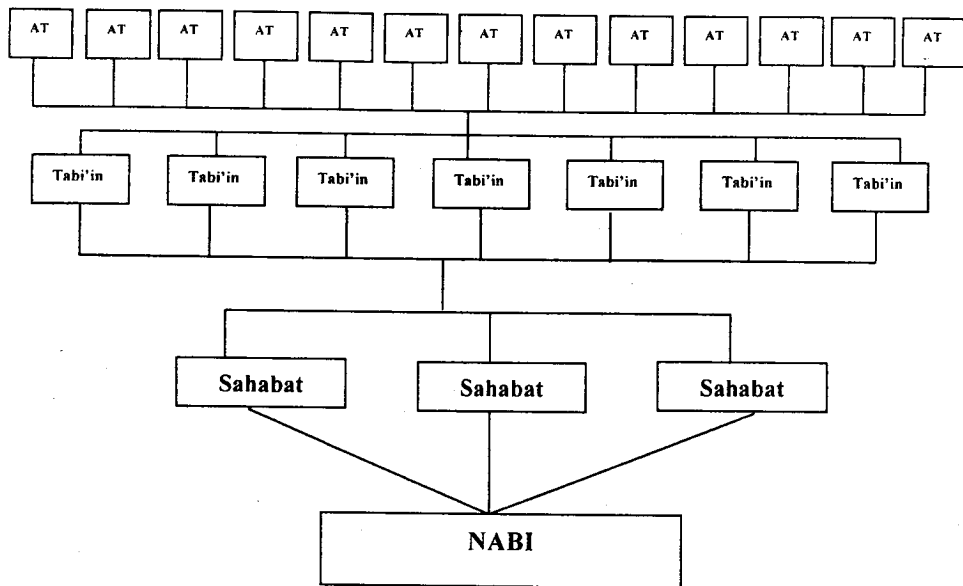 AT AT AT AT AT AT AT AT AT AT AT AT AT
Tabi'in Tabi'in Tabi'in Tabi'in Tabi'in Tabi'in Tabi'in
Sahabat Sahabat Sahabat
NABI